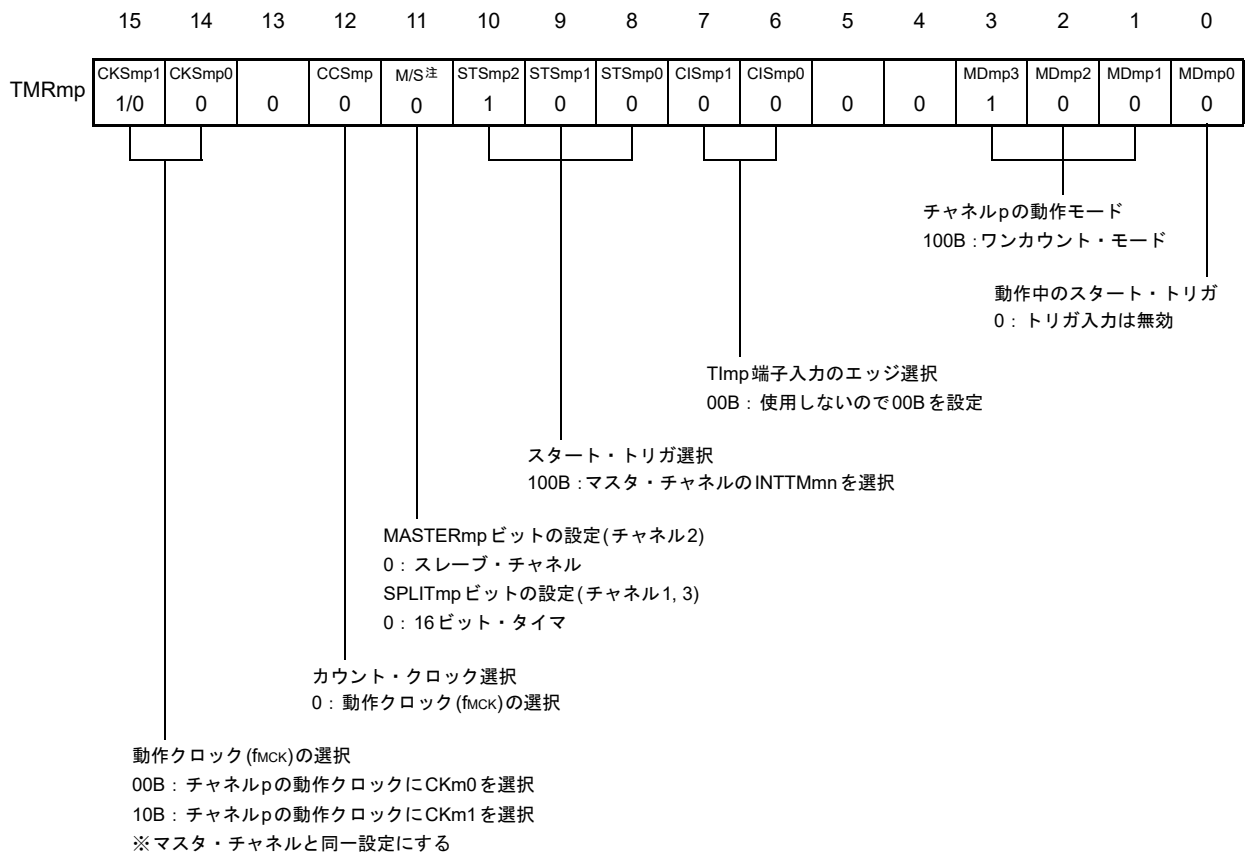 15 14 13 12 11 10 9 8 7 6 5 4 3 2 1 0
TMRmp
CKSmp1 CKSmp0 CCSmp M/S注 STSmp2 STSmp1 STSmp0 CISmp1 CISmp0 MDmp3 MDmp2 MDmp1 MDmp0
1/0 0 0 0 0 1 0 0 0 0 0 0 1 0 0 0
チャネルpの動作モード
100B：ワンカウント・モード
動作中のスタート・トリガ
0：トリガ入力は無効
TImp端子入力のエッジ選択
00B：使用しないので00Bを設定
スタート・トリガ選択
100B：マスタ・チャネルのINTTMmnを選択
MASTERmpビットの設定(チャネル2)
0：スレーブ・チャネル
SPLITmpビットの設定(チャネル1, 3)
0：16ビット・タイマ
カウント・クロック選択
0：動作クロック(fMCK)の選択
動作クロック(fMCK)の選択
00B：チャネルpの動作クロックにCKm0を選択
10B：チャネルpの動作クロックにCKm1を選択
※マスタ・チャネルと同一設定にする